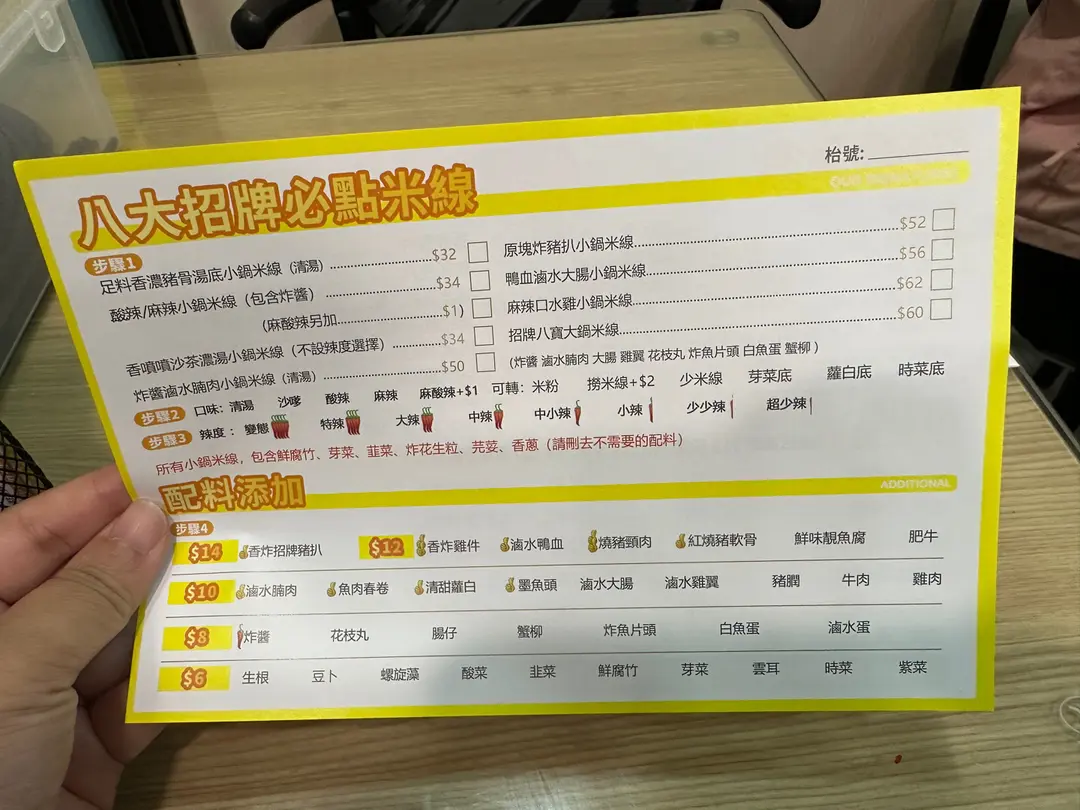 枱號:
八大招牌必點米線
步驟1
足料香濃豬骨湯底小鍋米線 (清湯) $32
酸辣/麻辣小鍋米線 (包含炸醬) $34
(麻酸辣另加 $1)
香噴噴沙茶濃湯小鍋米線 (不設辣度選擇) $34
炸醬滷水腩肉小鍋米線 (清湯) $50
原塊炸豬扒小鍋米線 $52
鴨血滷水大腸小鍋米線 $56
麻辣口水雞小鍋米線 $62
招牌八寶大鍋米線 $60
(炸醬 滷水腩肉 大腸 雞翼 花枝丸 炸魚片頭 白魚蛋 蟹柳)
步驟2 口味: 清湯 沙嗲 酸辣 麻辣 麻酸辣+$1 可轉: 米粉 撈米線+$2 少米線 芽菜底 蘿白底 時菜底
步驟3 辣度: 變態 特辣 大辣 中辣 中小辣 小辣 少少辣 超少辣
所有小鍋米線, 包含鮮腐竹、芽菜、韮菜、炸花生粒、芫荽、香蔥 (請刪去不需要的配料)
配料添加
ADDITIONAL
步驟4
$14 香炸招牌豬扒 $12 香炸雞件 滷水鴨血 燒豬頸肉 紅燒豬軟骨 鮮味靚魚腐 肥牛
$10 滷水腩肉 魚肉春卷 清甜蘿白 墨魚頭 滷水大腸 滷水雞翼 豬膶 牛肉 雞肉
$8 炸醬 花枝丸 腸仔 蟹柳 炸魚片頭 白魚蛋 滷水蛋
$6 生根 豆卜 螺旋藻 酸菜 韮菜 鮮腐竹 芽菜 雲耳 時菜 紫菜